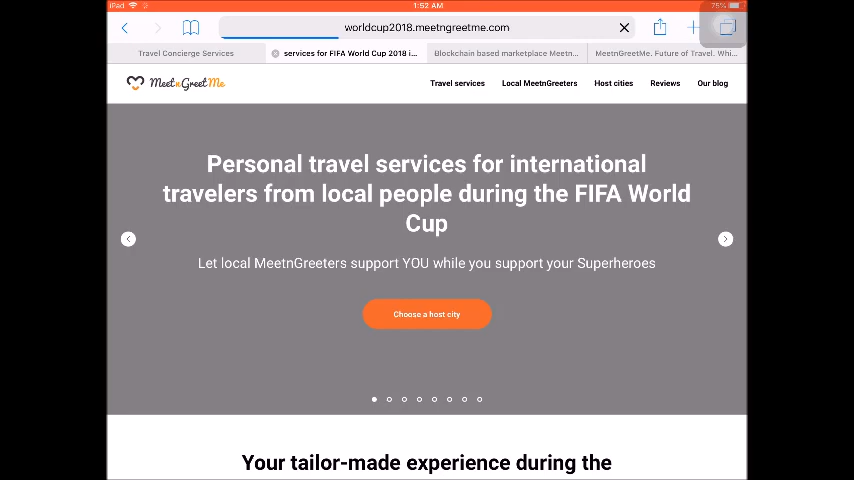 iPad 1:52 AM 75%
worldcup2018.meetngreetme.com
Travel Concierge Services
services for FIFA World Cup 2018 i...
Blockchain based marketplace Meetn...
MeetnGreetMe. Future of Travel. Whi...
MeetnGreetMe
Travel services
Local MeetnGreeters
Host cities
Reviews
Our blog
Personal travel services for international
travelers from local people during the FIFA World
Cup
Let local MeetnGreeters support YOU while you support your Superheroes
Choose a host city
Your tailor-made experience during the